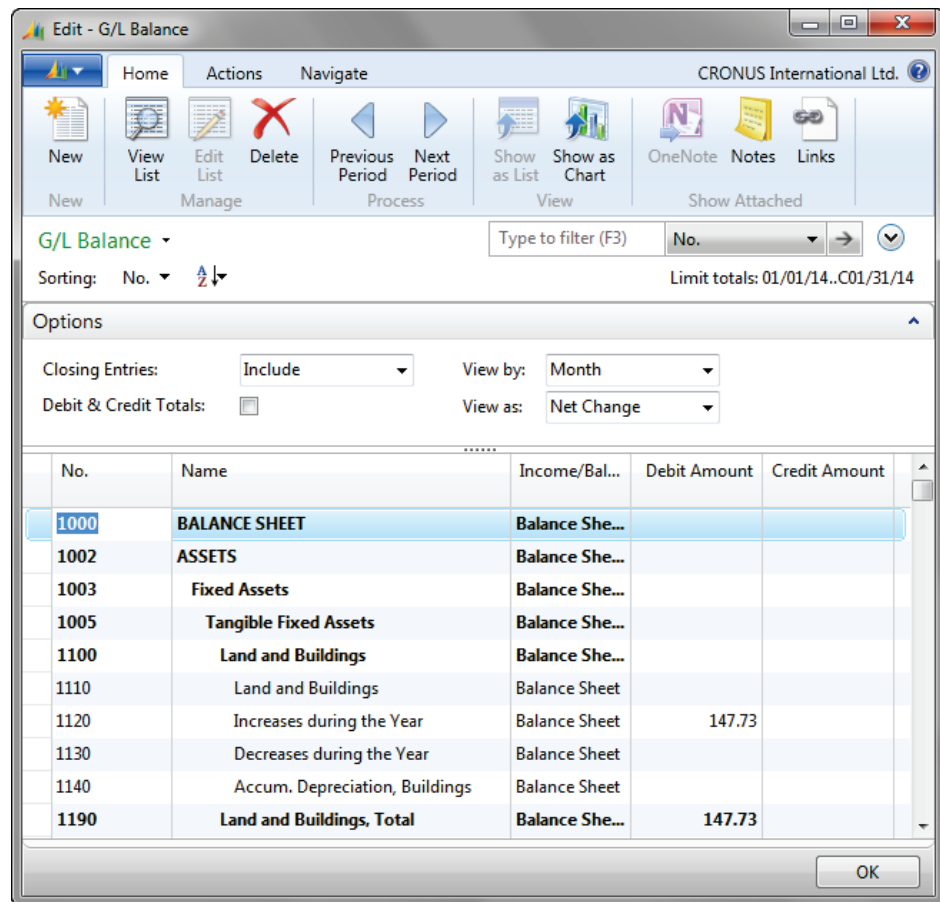 Edit - G/L Balance
Home Actions Navigate CRONUS International Ltd.
New View List Edit List Delete Previous Period Next Period Show as List Show as Chart OneNote Notes Links
New Manage Process View Show Attached
G/L Balance Type to filter (F3) No.
Sorting: No. A Z Limit totals: 01/01/14..C01/31/14
Options
Closing Entries: Include View by: Month
Debit & Credit Totals: View as: Net Change
No. Name Income/Bal... Debit Amount Credit Amount
1000 BALANCE SHEET Balance She...
1002 ASSETS Balance She...
1003 Fixed Assets Balance She...
1005 Tangible Fixed Assets Balance She...
1100 Land and Buildings Balance She...
1110 Land and Buildings Balance Sheet
1120 Increases during the Year Balance Sheet 147.73
1130 Decreases during the Year Balance Sheet
1140 Accum. Depreciation, Buildings Balance Sheet
1190 Land and Buildings, Total Balance She... 147.73
OK